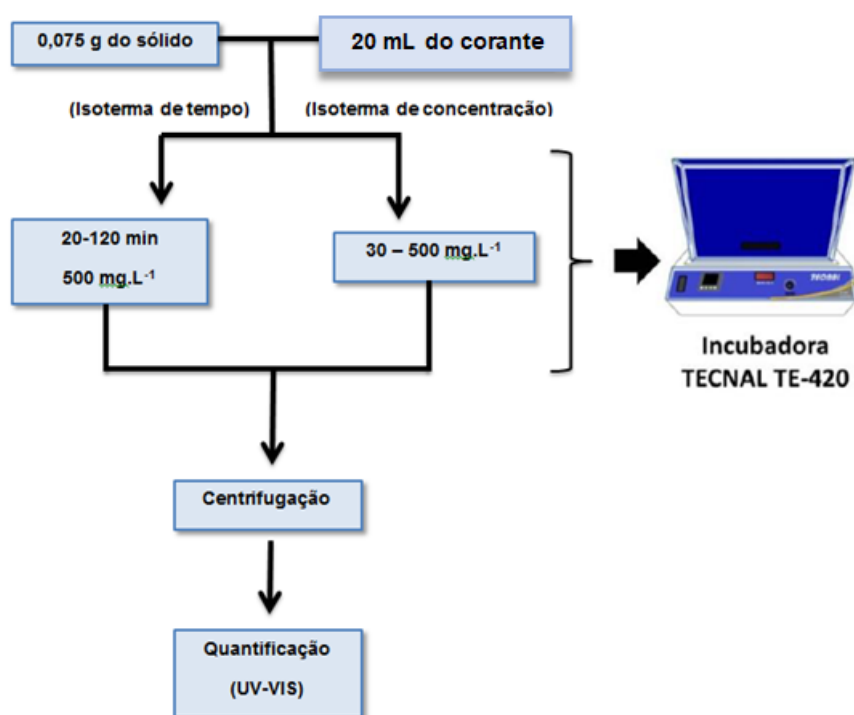 0,075 g do sólido
20 mL do corante
(Isoterma de tempo)
(Isoterma de concentração)
20-120 min
500 mg.L-1
30 – 500 mg.L-1
Incubadora
TECNAL TE-420
Centrifugação
Quantificação
(UV-VIS)